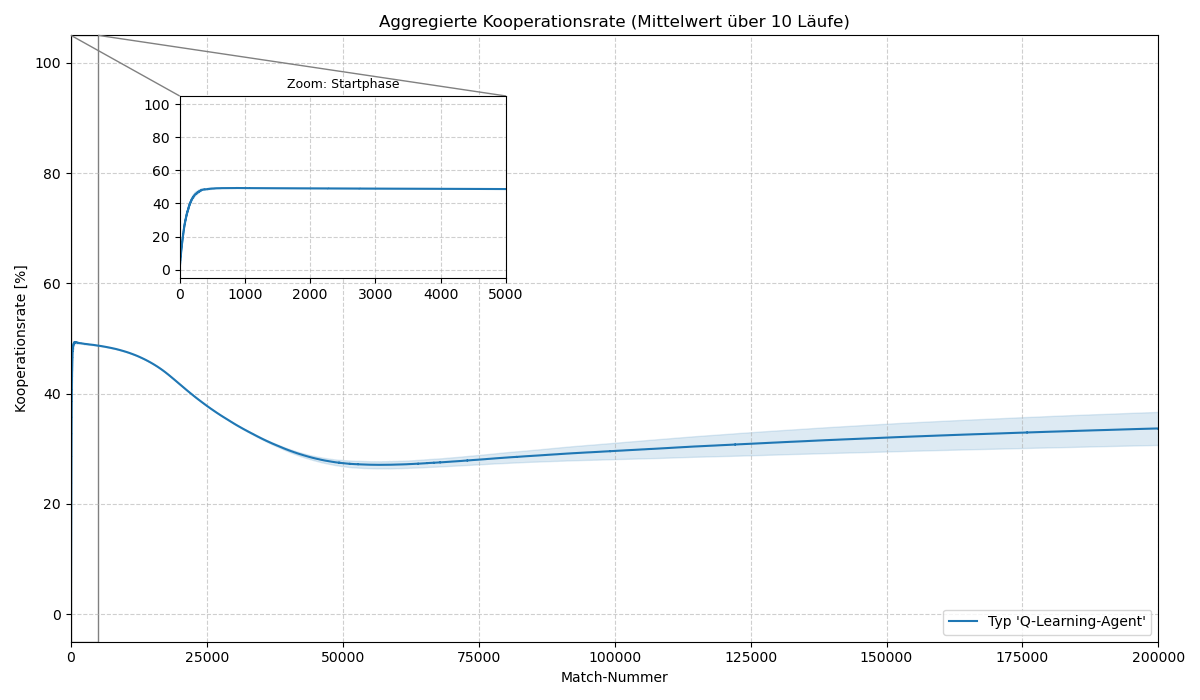 Aggregierte Kooperationsrate (Mittelwert über 10 Läufe)
Zoom: Startphase
100
80
60
40
20
0
0 1000 2000 3000 4000 5000
Kooperationsrate [%]
100
80
60
40
20
0
Typ 'Q-Learning-Agent'
0 25000 50000 75000 100000 125000 150000 175000 200000
Match-Nummer